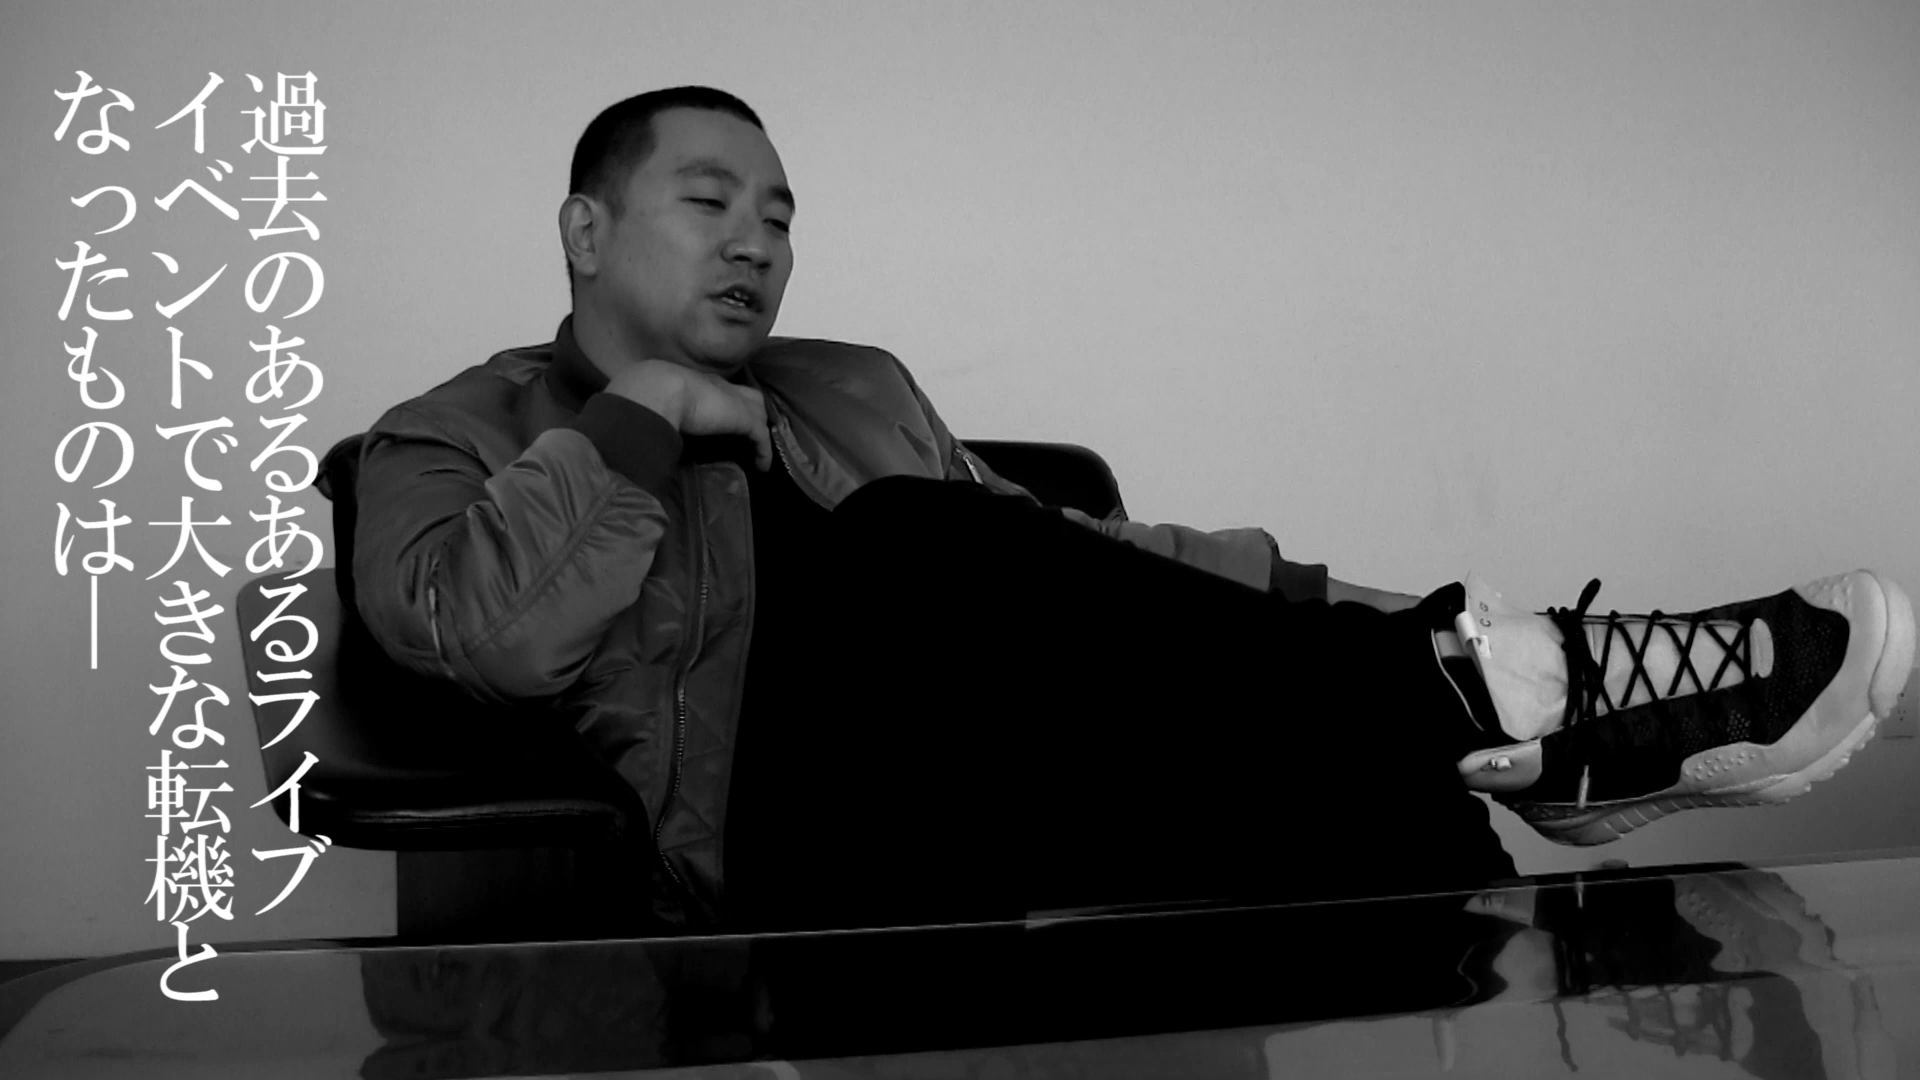 過去のあるあるライブ
イベントで大きな転機と
なったものは──